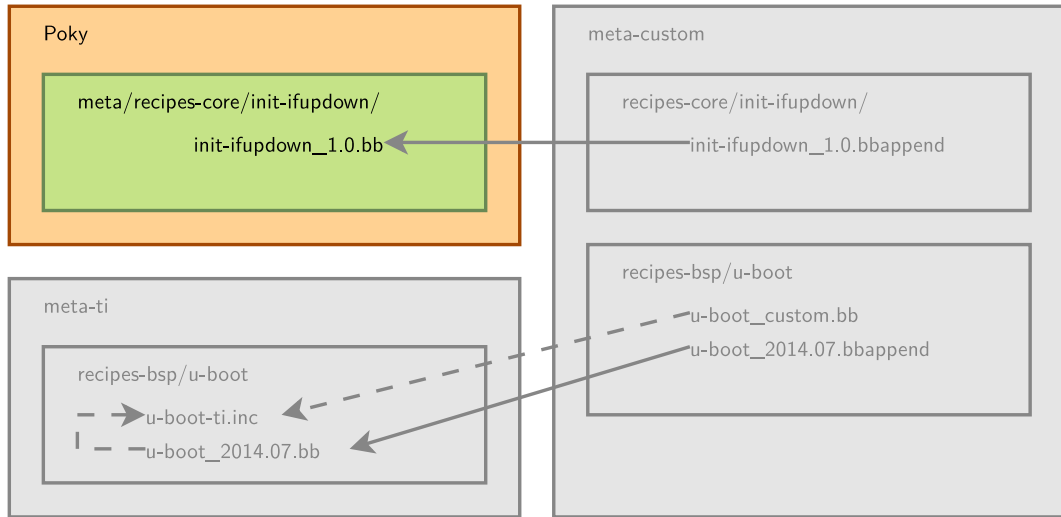 Poky
meta/recipes-core/init-ifupdown/
init-ifupdown_1.0.bb
meta-custom
recipes-core/init-ifupdown/
init-ifupdown_1.0.bbappend
recipes-bsp/u-boot
u-boot_custom.bb
u-boot_2014.07.bbappend
meta-ti
recipes-bsp/u-boot
u-boot-ti.inc
u-boot_2014.07.bb